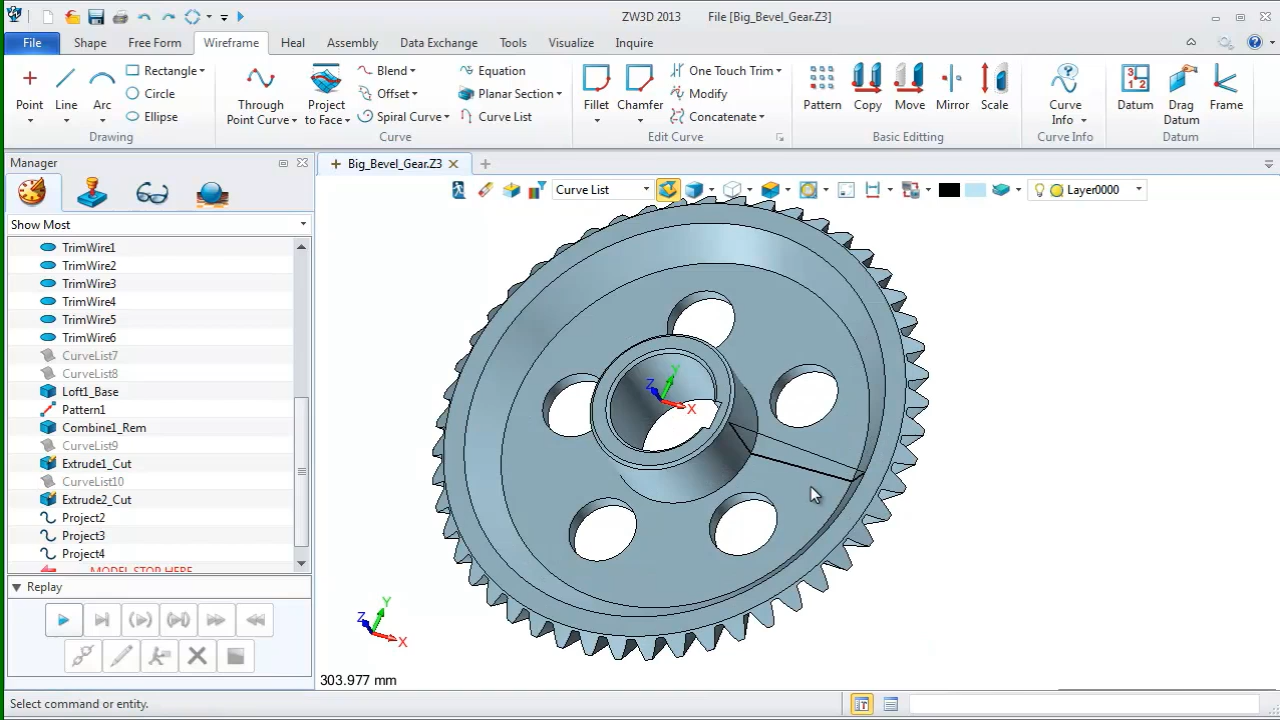 ZW3D 2013 File [Big_Bevel_Gear.Z3]
File Shape Free Form Wireframe Heal Assembly Data Exchange Tools Visualize Inquire
Point
Line
Arc
Rectangle
Circle
Ellipse
Drawing
Through
Point Curve
Project
to Face
Blend
Offset
Spiral Curve
Equation
Planar Section
Curve List
Curve
Fillet
Chamfer
One Touch Trim
Modify
Concatenate
Edit Curve
Pattern
Copy
Move
Mirror
Scale
Basic Editing
Curve
Info
Curve Info
Datum
Drag
Datum
Frame
Datum
Manager
Big_Bevel_Gear.Z3
Curve List
Layer0000
Show Most
TrimWire1
TrimWire2
TrimWire3
TrimWire4
TrimWire5
TrimWire6
CurveList7
CurveList8
Loft1_Base
Pattern1
Combine1_Rem
CurveList9
Extrude1_Cut
CurveList10
Extrude2_Cut
Project2
Project3
Project4
MODEL STOP HERE
Replay
Z Y X
Z Y X
303.977 mm
Select command or entity.